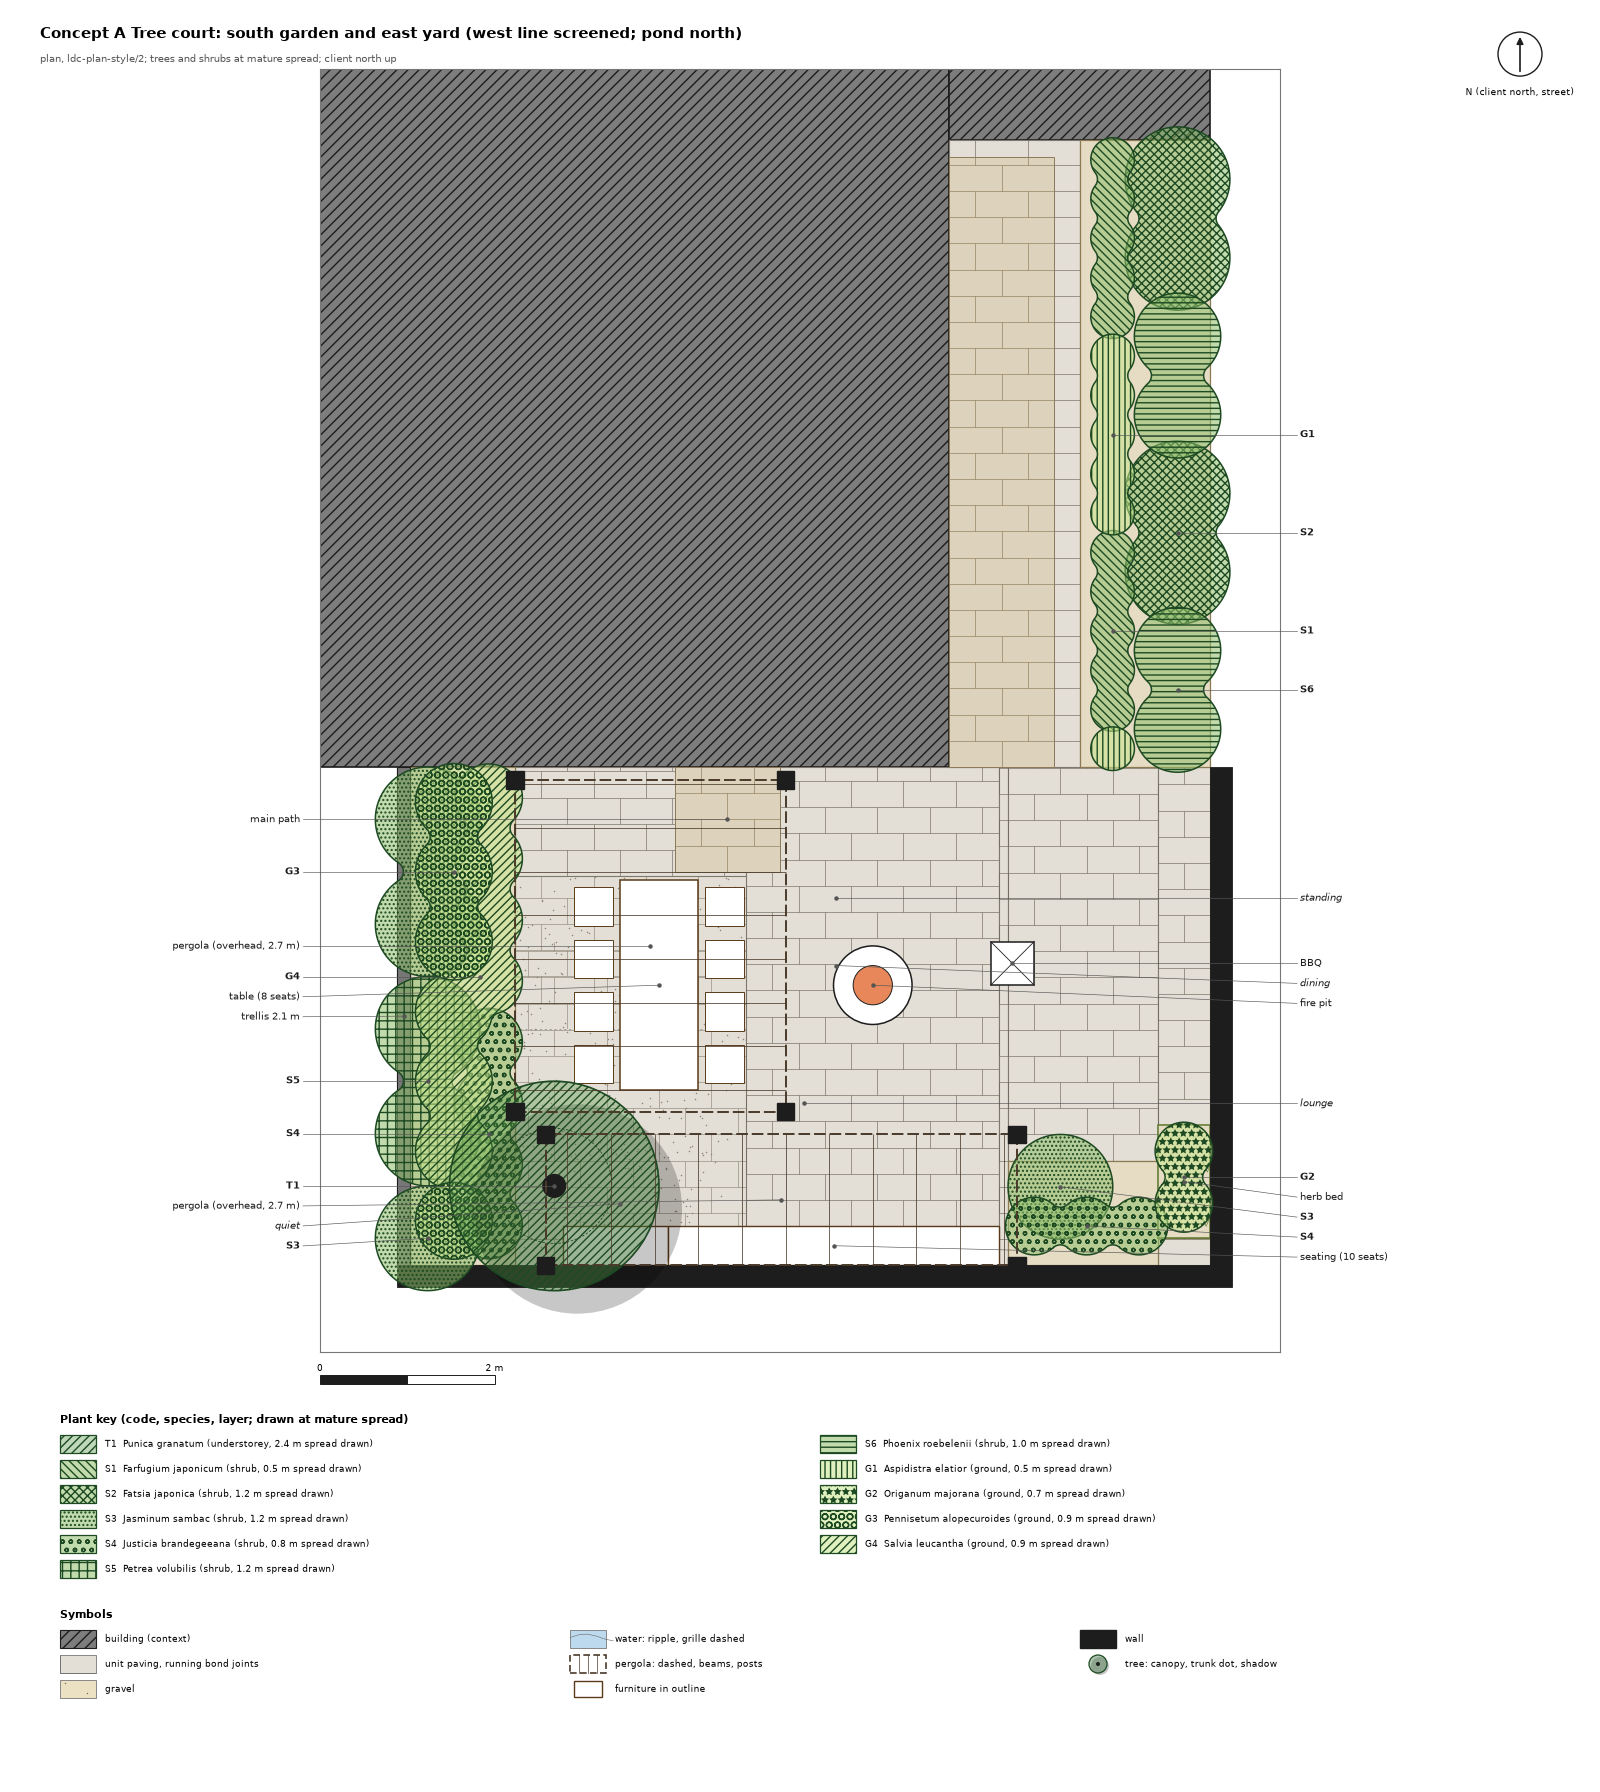 Concept A Tree court: south garden and east yard (west line screened; pond north)
plan, ldc-plan-style/2; trees and shrubs at mature spread; client north up
N (client north, street)
G1
S2
S1
S6
main path
G3
pergola (overhead, 2.7 m)
G4
table (8 seats)
trellis 2.1 m
S5
S4
T1
pergola (overhead, 2.7 m)
quiet
S3
standing
BBQ
dining
fire pit
lounge
G2
herb bed
S3
S4
seating (10 seats)
0 2 m
Plant key (code, species, layer; drawn at mature spread)
T1 Punica granatum (understorey, 2.4 m spread drawn)
S1 Farfugium japonicum (shrub, 0.5 m spread drawn)
S2 Fatsia japonica (shrub, 1.2 m spread drawn)
S3 Jasminum sambac (shrub, 1.2 m spread drawn)
S4 Justicia brandegeeana (shrub, 0.8 m spread drawn)
S5 Petrea volubilis (shrub, 1.2 m spread drawn)
S6 Phoenix roebelenii (shrub, 1.0 m spread drawn)
G1 Aspidistra elatior (ground, 0.5 m spread drawn)
G2 Origanum majorana (ground, 0.7 m spread drawn)
G3 Pennisetum alopecuroides (ground, 0.9 m spread drawn)
G4 Salvia leucantha (ground, 0.9 m spread drawn)
Symbols
building (context)
unit paving, running bond joints
gravel
water: ripple, grille dashed
pergola: dashed, beams, posts
furniture in outline
wall
tree: canopy, trunk dot, shadow